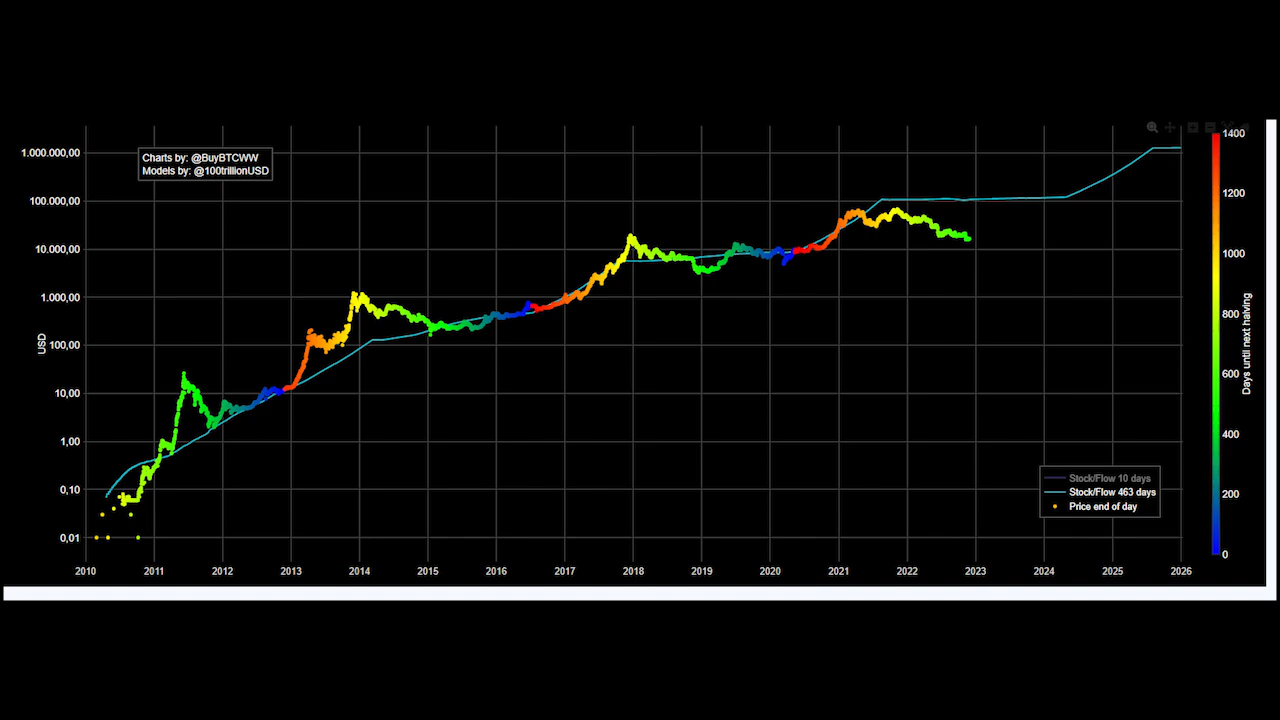 Charts by: @BuyBTCWW
Models by: @100trillionUSD
1.000.000,00
100.000,00
10.000,00
1.000,00
100,00
10,00
1,00
0,10
0,01
USD
2010 2011 2012 2013 2014 2015 2016 2017 2018 2019 2020 2021 2022 2023 2024 2025 2026
Stock/Flow 10 days
Stock/Flow 463 days
Price end of day
1400
1200
1000
800
600
400
200
0
Days until next halving